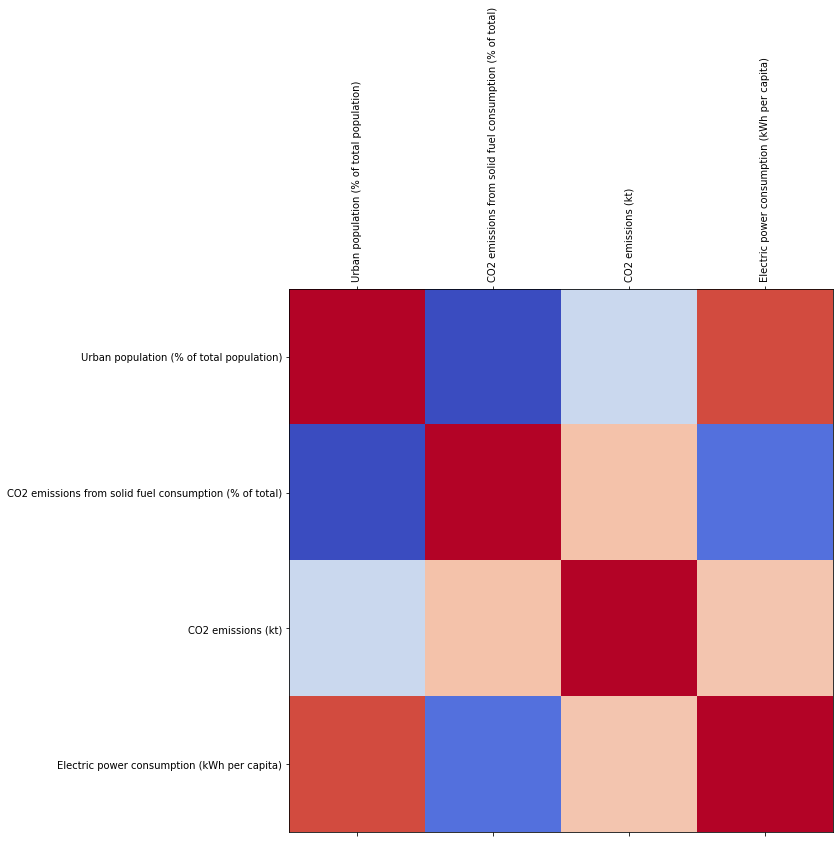 Urban population (% of total population)
CO2 emissions from solid fuel consumption (% of total)
CO2 emissions (kt)
Electric power consumption (kWh per capita)
Urban population (% of total population)
CO2 emissions from solid fuel consumption (% of total)
CO2 emissions (kt)
Electric power consumption (kWh per capita)